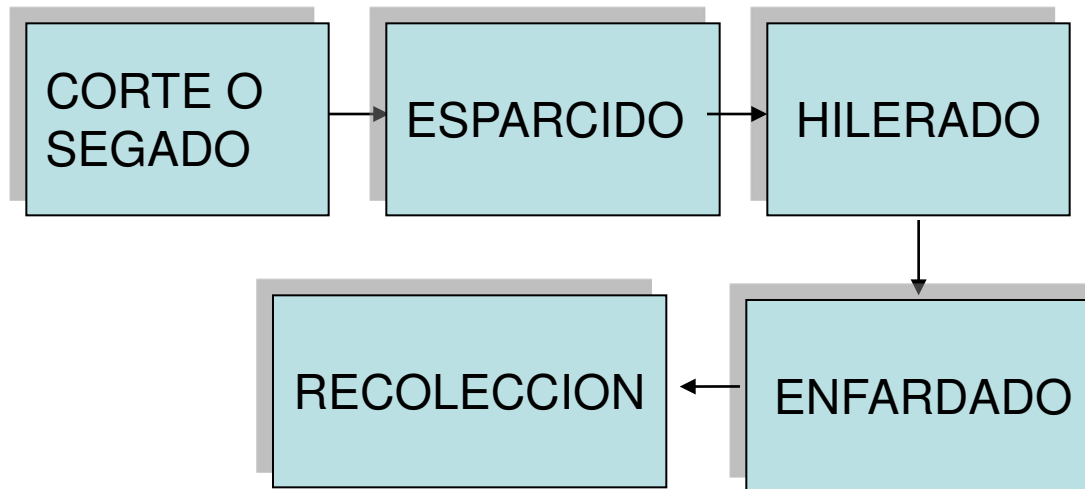 CORTE O
SEGADO
ESPARCIDO
HILERADO
ENFARDADO
RECOLECCION